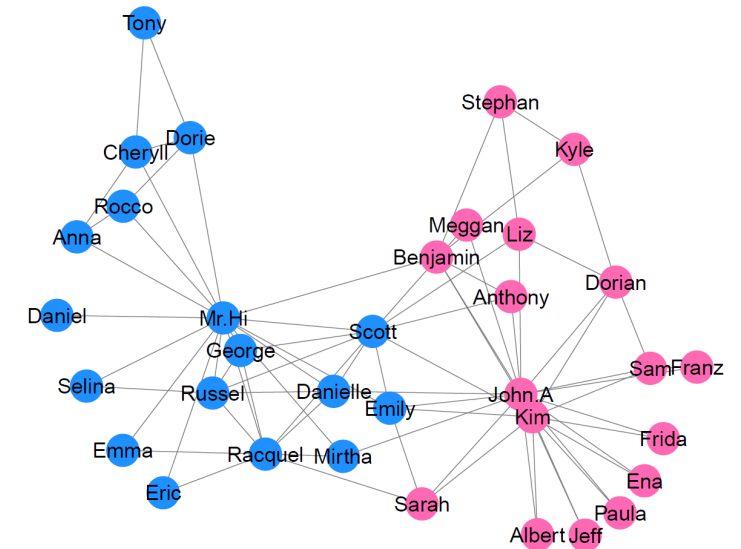 Tony
Stephan
Dorie
Cheryll
Kyle
Rocco
Meggan
Anna
Liz
Benjamin
Dorian
Anthony
Daniel
Mr.Hi
Scott
George
Sam
Franz
Selina
Russel
Danielle
John.A
Emily
Kim
Frida
Emma
Racquel
Mirtha
Ena
Eric
Sarah
Paula
Albert
Jeff